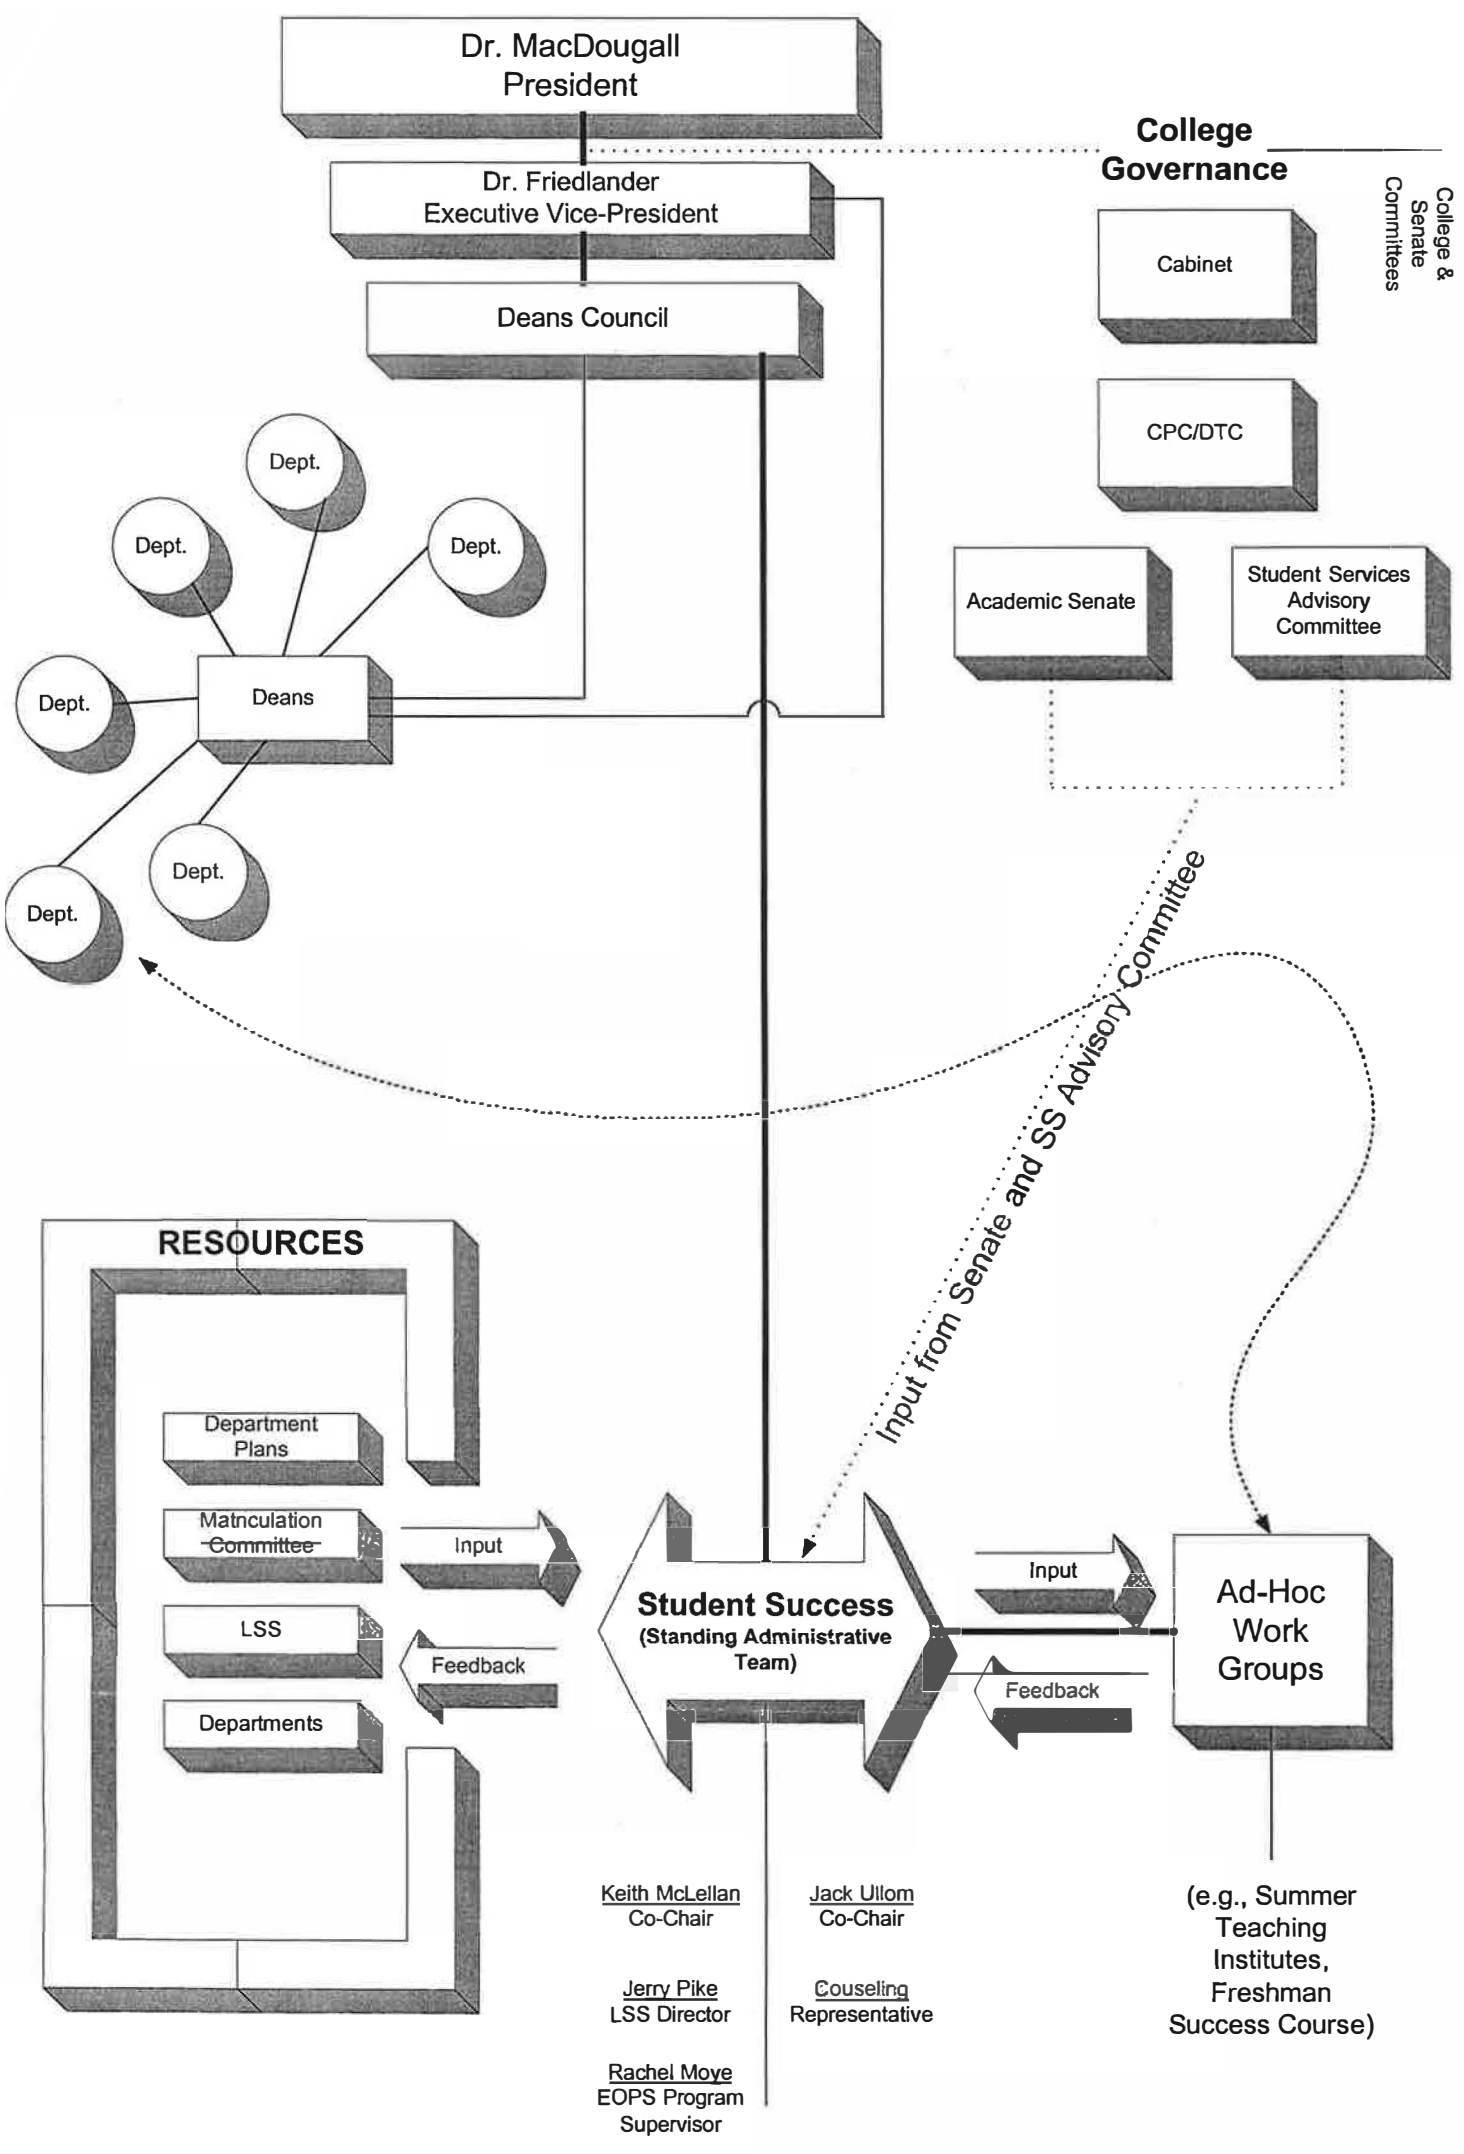 Dr. MacDougall
President
Dr. Friedlander
Executive Vice-President
Deans Council
College
Governance
College &
Senate
Committees
Cabinet
CPC/DTC
Academic Senate
Student Services
Advisory
Committee
Dept.
Dept.
Dept.
Dept.
Deans
Dept.
Dept.
Input from Senate and SS Advisory Committee
RESOURCES
Department
Plans
Matriculation
Committee
LSS
Departments
Input
Feedback
Student Success
(Standing Administrative
Team)
Input
Feedback
Ad-Hoc
Work
Groups
Keith McLellan
Co-Chair
Jack Ullom
Co-Chair
Jerry Pike
LSS Director
Couseling
Representative
Rachel Moye
EOPS Program
Supervisor
(e.g., Summer
Teaching
Institutes,
Freshman
Success Course)